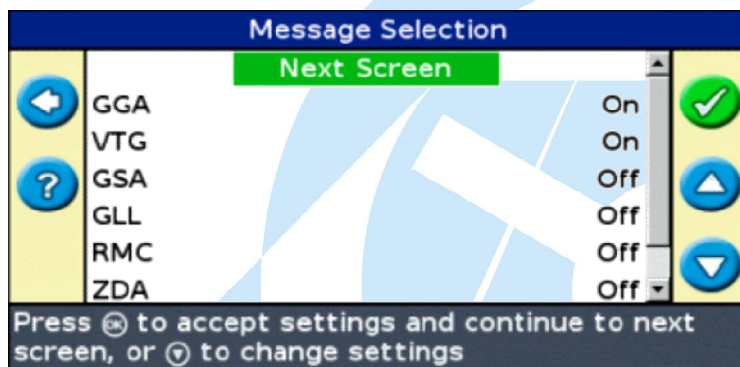 Message Selection
Next Screen
GGA On
VTG On
GSA Off
GLL Off
RMC Off
ZDA Off
?
Press OK to accept settings and continue to next
screen, or to change settings